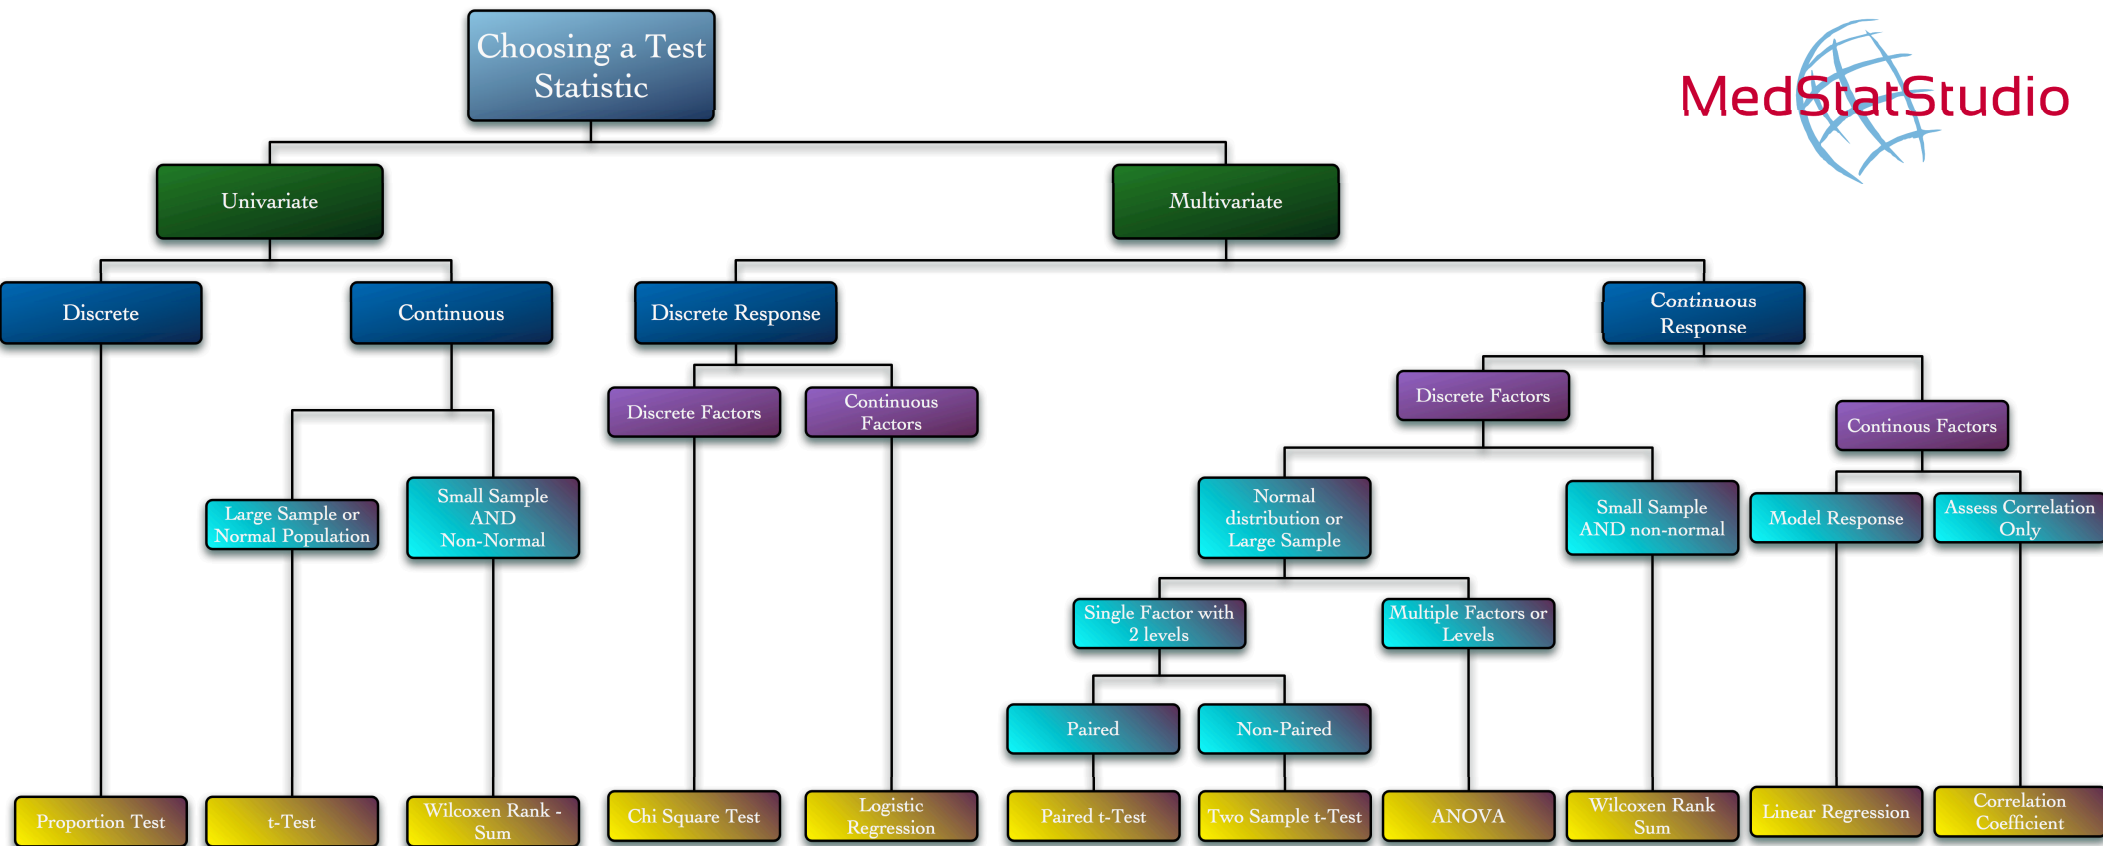 Choosing a Test
Statistic
MedStatStudio
Univariate
Multivariate
Discrete
Continuous
Discrete Response
Continuous
Response
Discrete Factors
Continuous
Factors
Discrete Factors
Continous Factors
Large Sample or
Normal Population
Small Sample
AND
Non-Normal
Normal
distribution or
Large Sample
Small Sample
AND non-normal
Model Response
Assess Correlation
Only
Single Factor with
2 levels
Multiple Factors or
Levels
Paired
Non-Paired
Proportion Test
t-Test
Wilcoxen Rank -
Sum
Chi Square Test
Logistic
Regression
Paired t-Test
Two Sample t-Test
ANOVA
Wilcoxen Rank
Sum
Linear Regression
Correlation
Coefficient